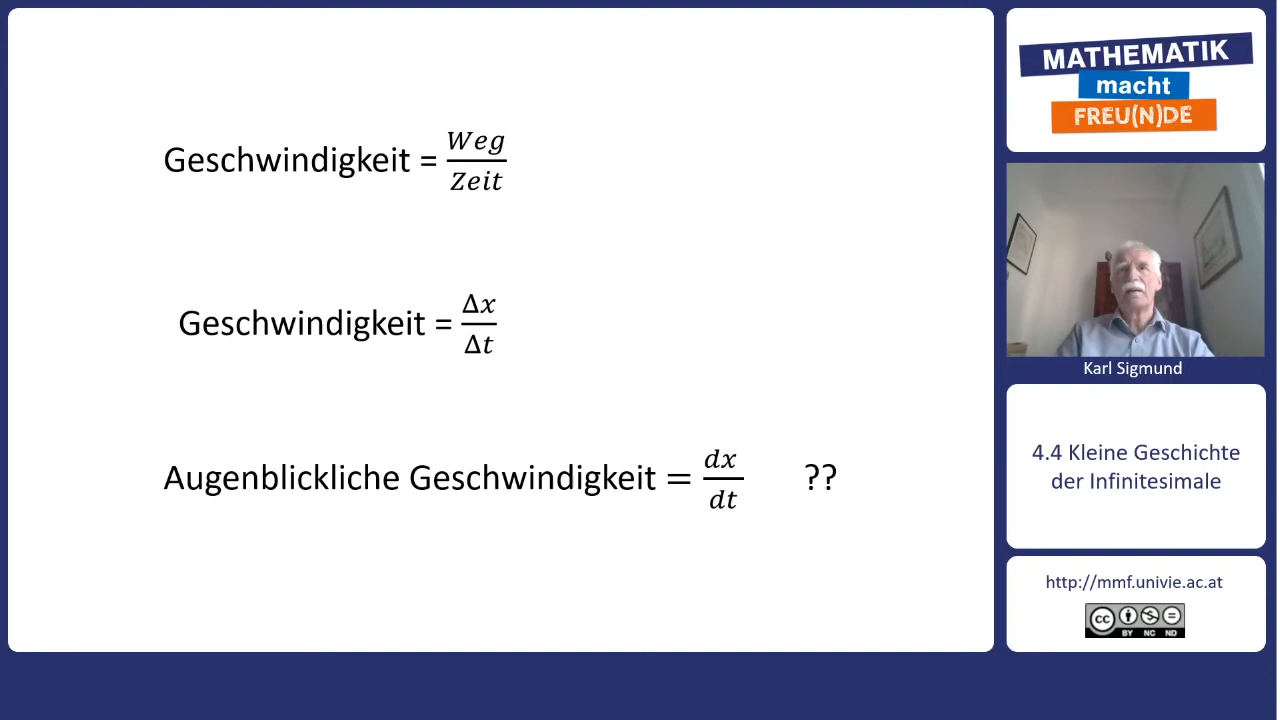 Geschwindigkeit = Weg/Zeit
Geschwindigkeit = Δx/Δt
Augenblickliche Geschwindigkeit = dx/dt ??
MATHEMATIK
macht
FREU(N)DE
Karl Sigmund
4.4 Kleine Geschichte
der Infinitesimale
http://mmf.univie.ac.at
CC BY NC ND